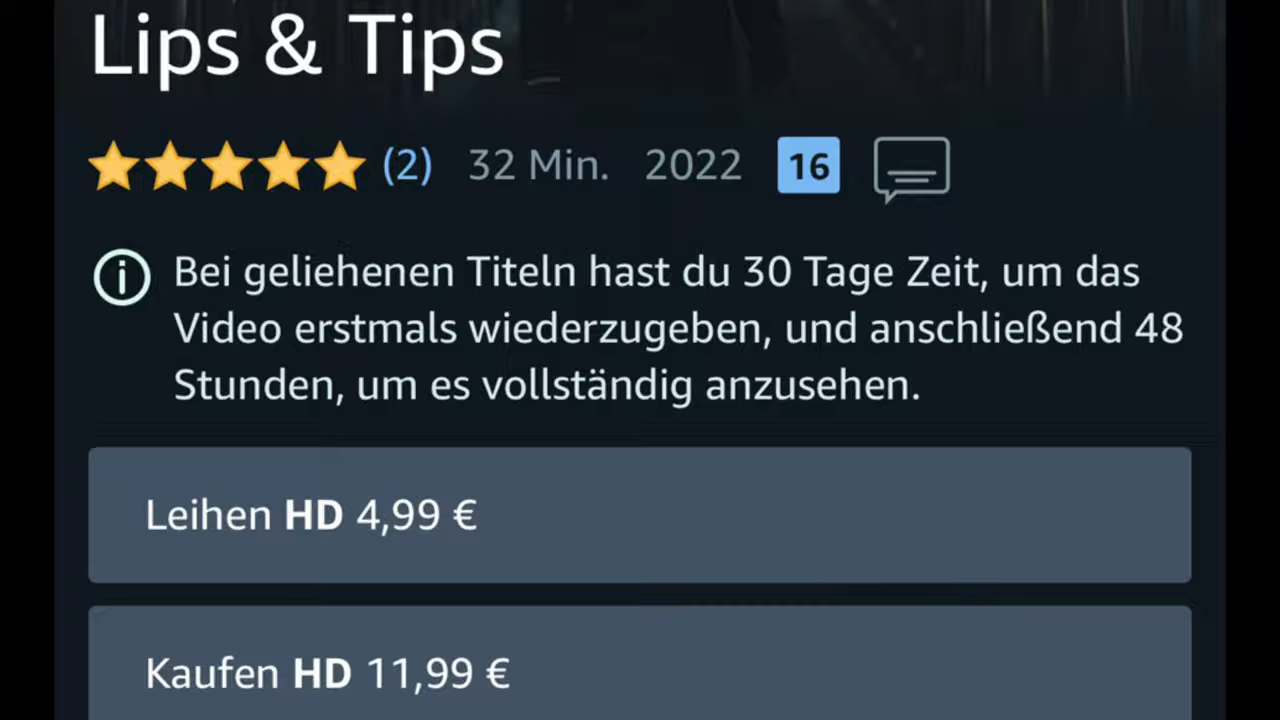 Lips & Tips
(2) 32 Min. 2022 16
Bei geliehenen Titeln hast du 30 Tage Zeit, um das
Video erstmals wiederzugeben, und anschließend 48
Stunden, um es vollständig anzusehen.
Leihen HD 4,99 €
Kaufen HD 11,99 €